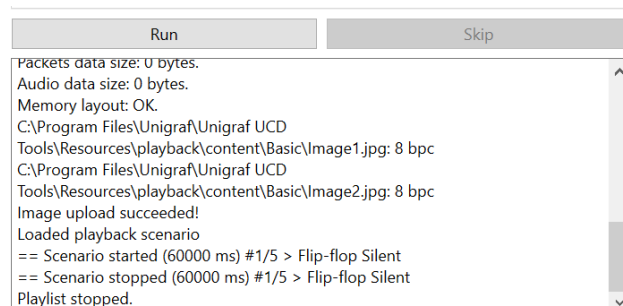 Run
Skip
Packets data size: 0 bytes.
Audio data size: 0 bytes.
Memory layout: OK.
C:\Program Files\Unigraf\Unigraf UCD
Tools\Resources\playback\content\Basic\Image1.jpg: 8 bpc
C:\Program Files\Unigraf\Unigraf UCD
Tools\Resources\playback\content\Basic\Image2.jpg: 8 bpc
Image upload succeeded!
Loaded playback scenario
== Scenario started (60000 ms) #1/5 > Flip-flop Silent
== Scenario stopped (60000 ms) #1/5 > Flip-flop Silent
Playlist stopped.